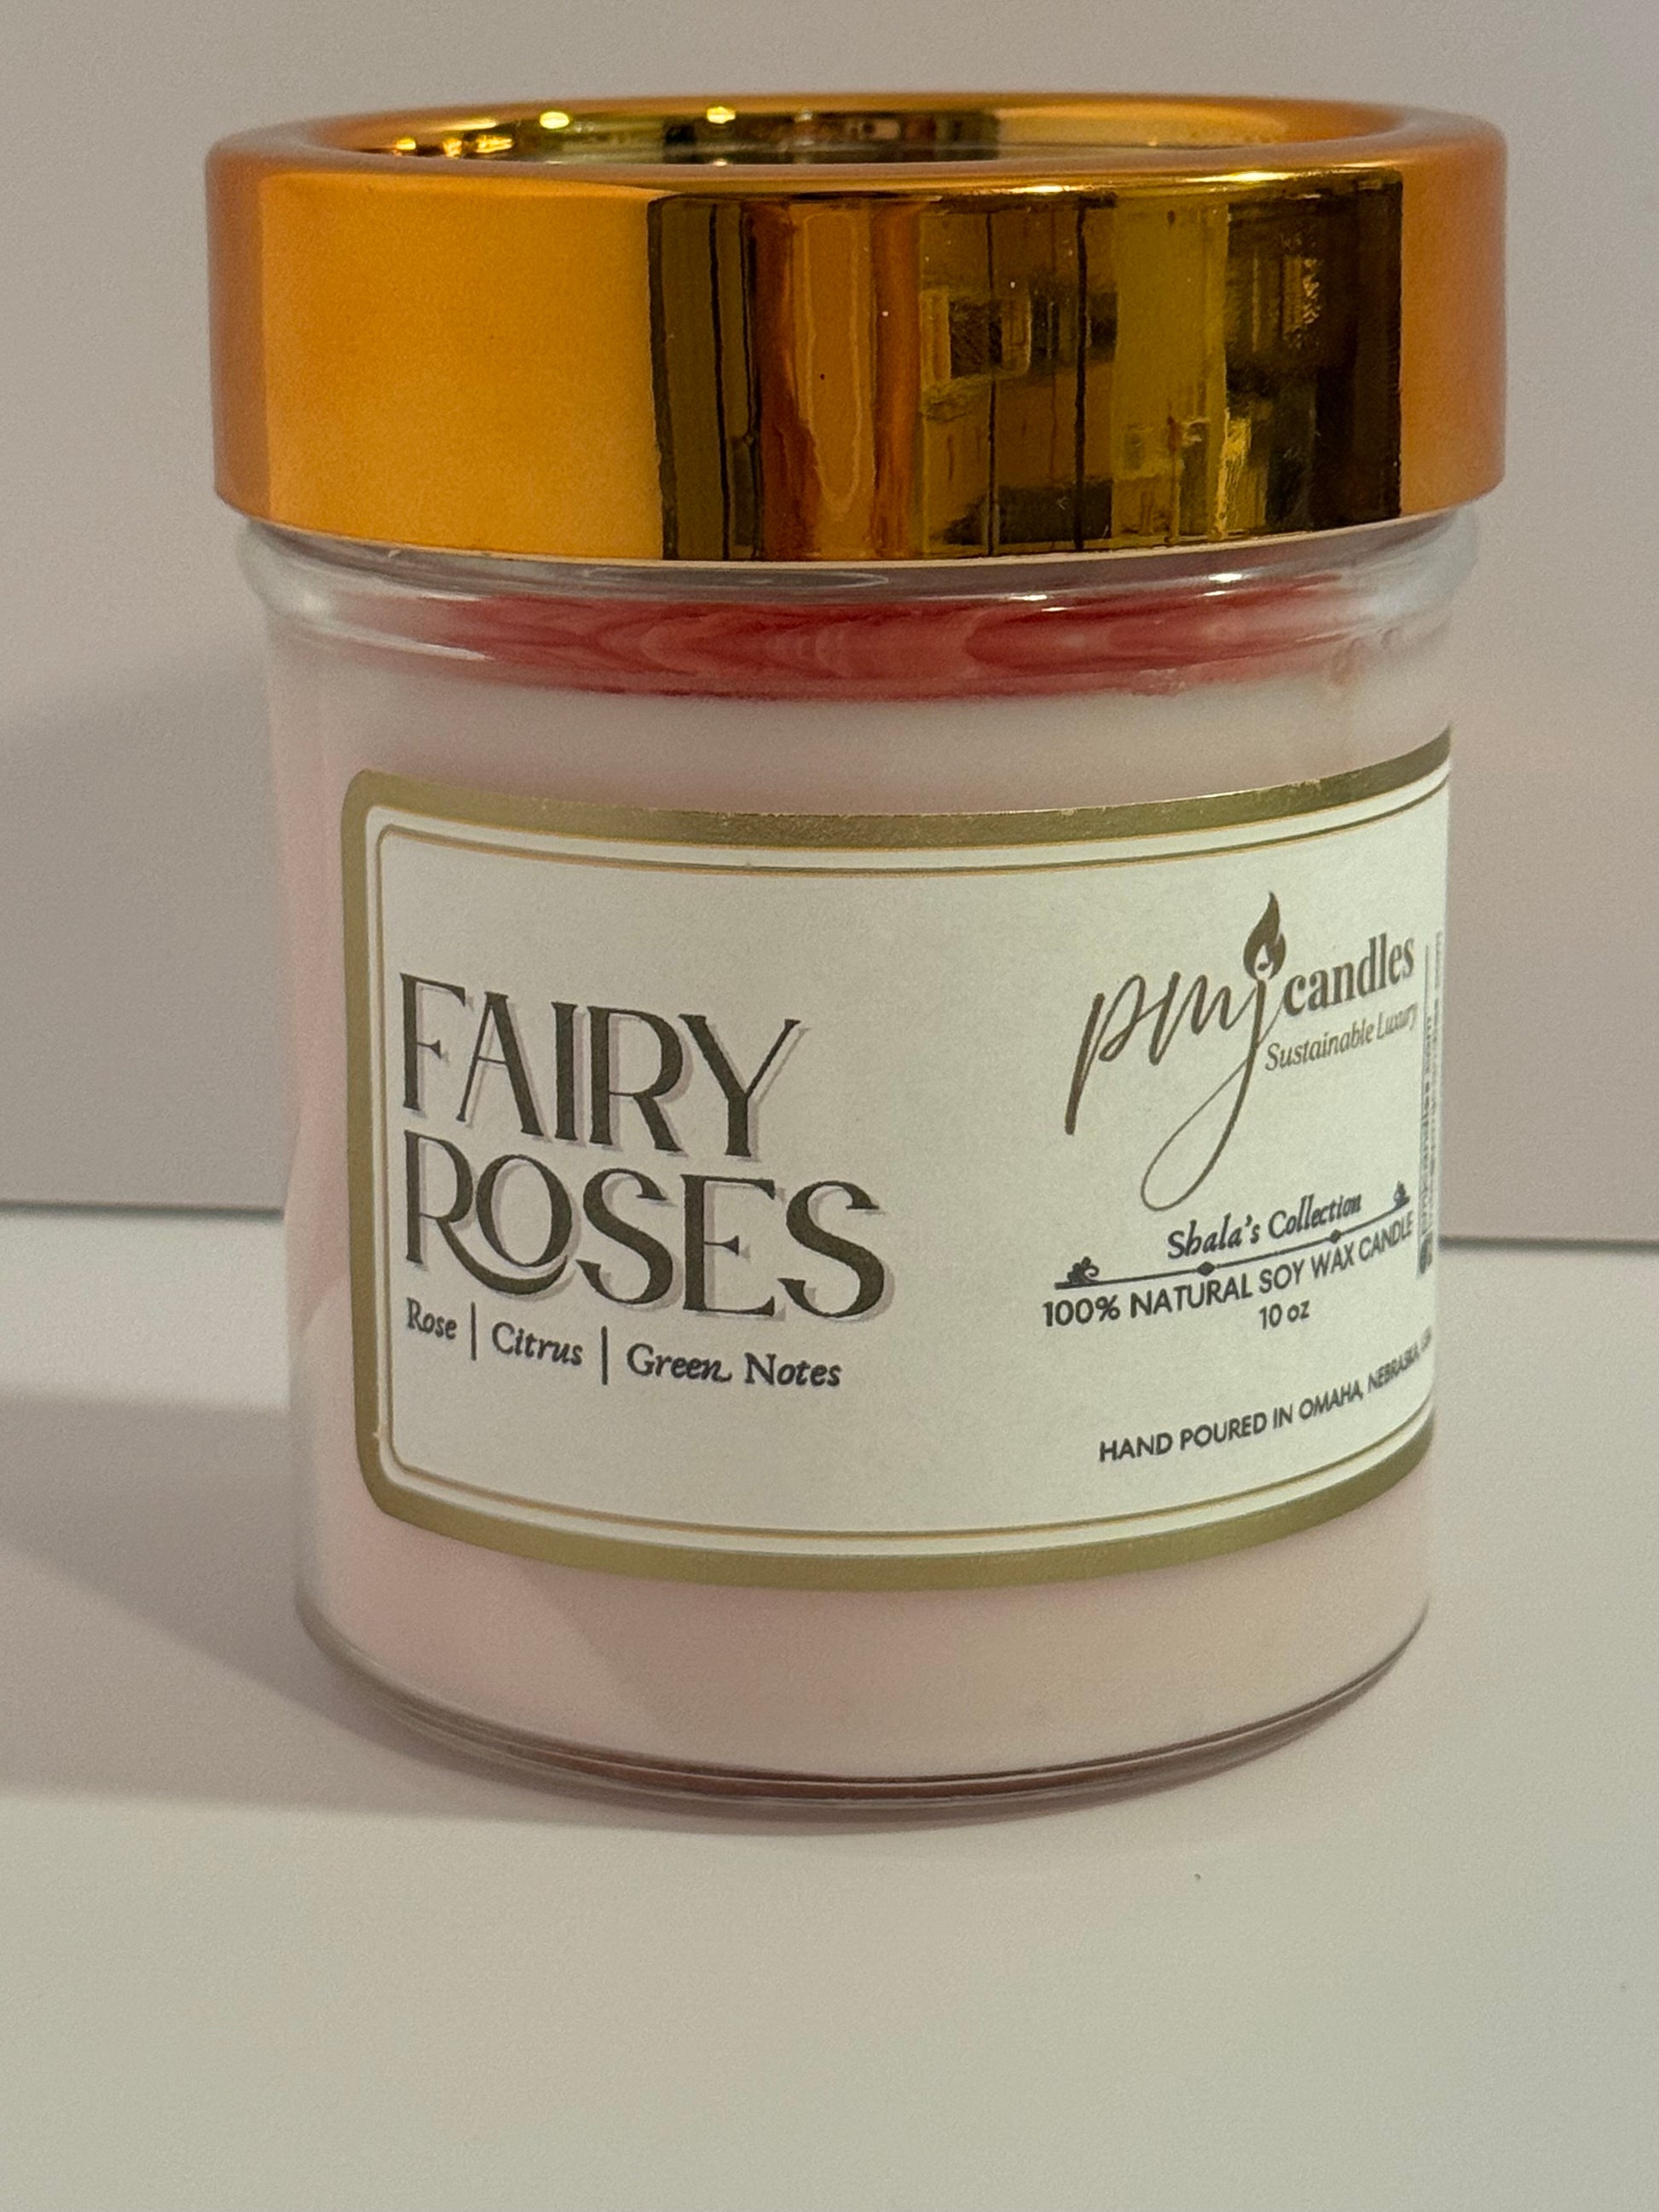 FAIRY
ROSES
Rose | Citrus | Green Notes
pmj candles
Sustainable Luxury
Shala's Collection
100% NATURAL SOY WAX CANDLE
10 oz
HAND POURED IN OMAHA, NEBRASKA, USA